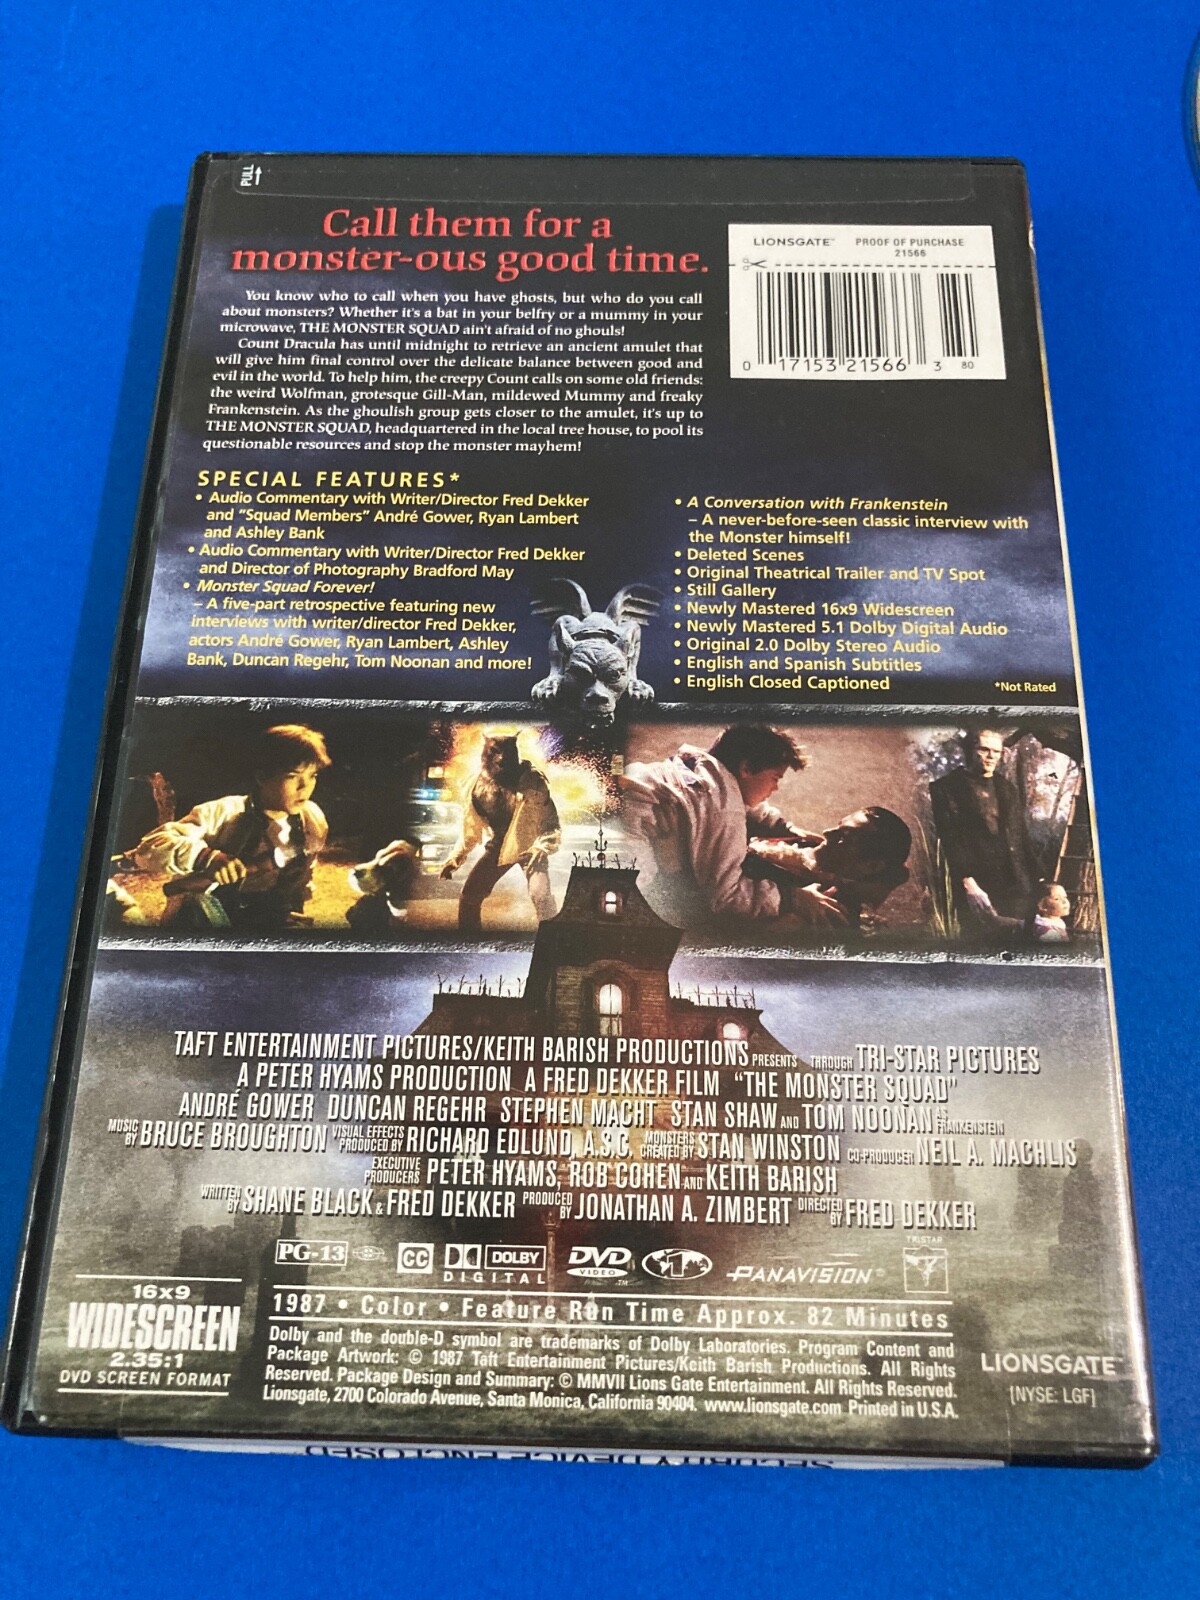 PULL↑
Call them for a
monster-ous good time.
LIONSGATE™ PROOF OF PURCHASE
21566
0 17153 21566 3 80
You know who to call when you have ghosts, but who do you call
about monsters? Whether it's a bat in your belfry or a mummy in your
microwave, THE MONSTER SQUAD ain't afraid of no ghouls!
Count Dracula has until midnight to retrieve an ancient amulet that
will give him final control over the delicate balance between good and
evil in the world. To help him, the creepy Count calls on some old friends:
the weird Wolfman, grotesque Gill-Man, mildewed Mummy and freaky
Frankenstein. As the ghoulish group gets closer to the amulet, it's up to
THE MONSTER SQUAD, headquartered in the local tree house, to pool its
questionable resources and stop the monster mayhem!
SPECIAL FEATURES*
• Audio Commentary with Writer/Director Fred Dekker
and "Squad Members" André Gower, Ryan Lambert
and Ashley Bank
• Audio Commentary with Writer/Director Fred Dekker
and Director of Photography Bradford May
• Monster Squad Forever!
– A five-part retrospective featuring new
interviews with writer/director Fred Dekker,
actors André Gower, Ryan Lambert, Ashley
Bank, Duncan Regehr, Tom Noonan and more!
• A Conversation with Frankenstein
– A never-before-seen classic interview with
the Monster himself!
• Deleted Scenes
• Original Theatrical Trailer and TV Spot
• Still Gallery
• Newly Mastered 16x9 Widescreen
• Newly Mastered 5.1 Dolby Digital Audio
• Original 2.0 Dolby Stereo Audio
• English and Spanish Subtitles
• English Closed Captioned
*Not Rated
TAFT ENTERTAINMENT PICTURES/KEITH BARISH PRODUCTIONS PRESENTS THROUGH TRI-STAR PICTURES
A PETER HYAMS PRODUCTION A FRED DEKKER FILM "THE MONSTER SQUAD"
ANDRÉ GOWER DUNCAN REGEHR STEPHEN MACHT STAN SHAW AND TOM NOONAN AS FRANKENSTEIN
MUSIC BY BRUCE BROUGHTON VISUAL EFFECTS PRODUCED BY RICHARD EDLUND, A.S.C. MONSTERS CREATED BY STAN WINSTON CO-PRODUCER NEIL A. MACHLIS
EXECUTIVE PRODUCERS PETER HYAMS, ROB COHEN AND KEITH BARISH
WRITTEN BY SHANE BLACK & FRED DEKKER PRODUCED BY JONATHAN A. ZIMBERT DIRECTED BY FRED DEKKER
PG-13 CC DOLBY DIGITAL DVD VIDEO™ 1 PANAVISION® TRISTAR
16x9
WIDESCREEN
2.35:1
DVD SCREEN FORMAT
1987 • Color • Feature Run Time Approx. 82 Minutes
Dolby and the double-D symbol are trademarks of Dolby Laboratories. Program Content and
Package Artwork: © 1987 Taft Entertainment Pictures/Keith Barish Productions. All Rights
Reserved. Package Design and Summary: © MMVII Lions Gate Entertainment. All Rights Reserved.
Lionsgate, 2700 Colorado Avenue, Santa Monica, California 90404. www.lionsgate.com Printed in U.S.A.
LIONSGATE™
[NYSE: LGF]
SECURITY DEVICE ENCLOSED